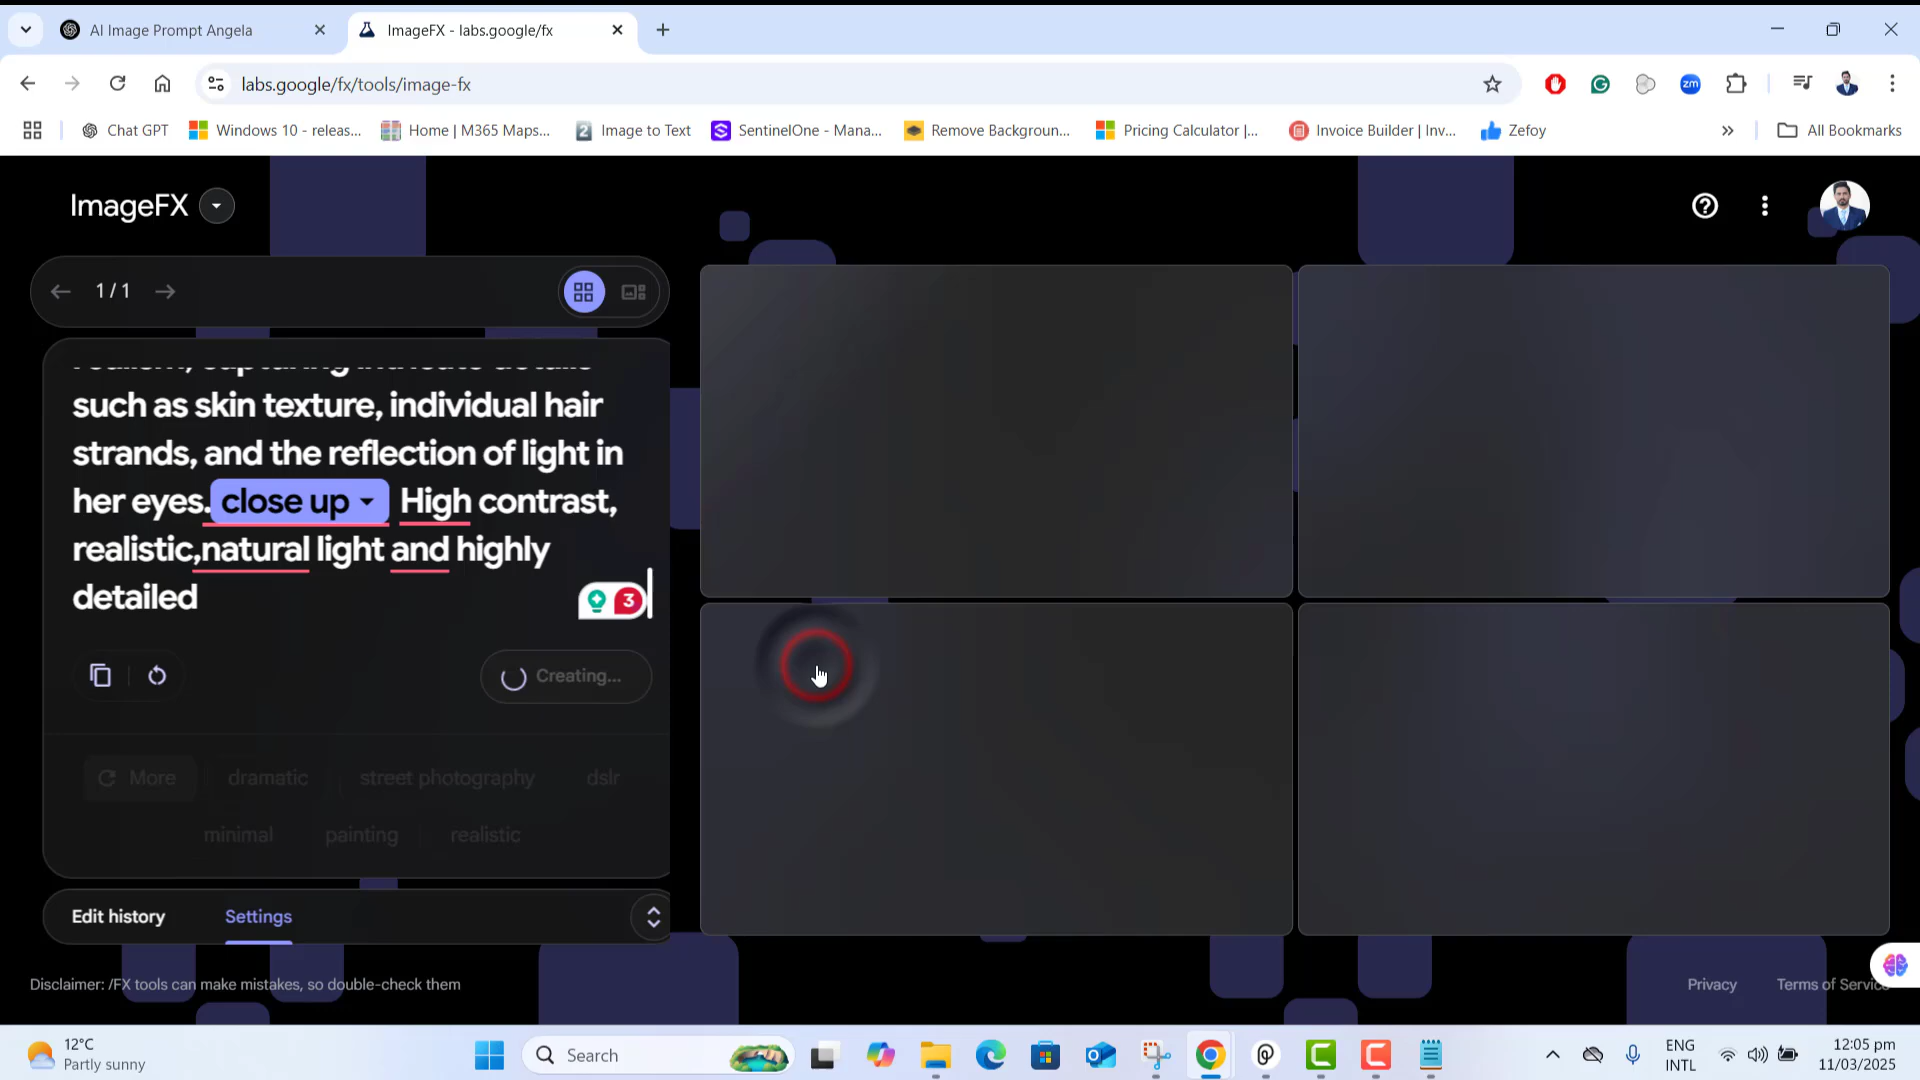 AI Image Prompt Angela
ImageFX - labs.google/fx
labs.google/fx/tools/image-fx
zm
Chat GPT
Windows 10 - releas...
Home | M365 Maps...
Image to Text
SentinelOne - Mana...
Remove Backgroun...
Pricing Calculator |...
Invoice Builder | Inv...
Zefoy
All Bookmarks
ImageFX
1 / 1
such as skin texture, individual hair
strands, and the reflection of light in
her eyes. close up High contrast,
realistic,natural light and highly
detailed
3
Creating...
More
dramatic
street photography
dslr
minimal
painting
realistic
Edit history
Settings
Disclaimer: /FX tools can make mistakes, so double-check them
Privacy
Terms of Service
12°C
Partly sunny
Search
ENG
INTL
12:05 pm
11/03/2025